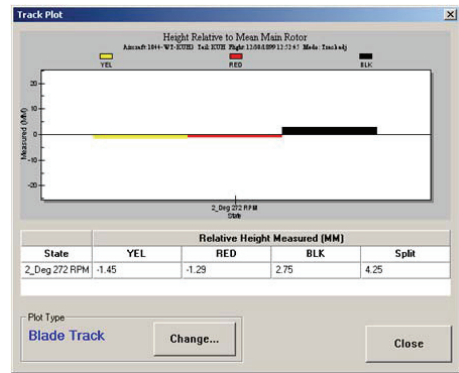 Track Plot
Height Relative to Mean Main Rotor
YEL RED BLK
20
10
0
-10
-20
Measured (MM)
2_Deg 272 RPM
State
Relative Height Measured (MM)
State YEL RED BLK Split
2_Deg 272 RPM -1.45 -1.29 2.75 4.25
Plot Type
Blade Track
Change...
Close